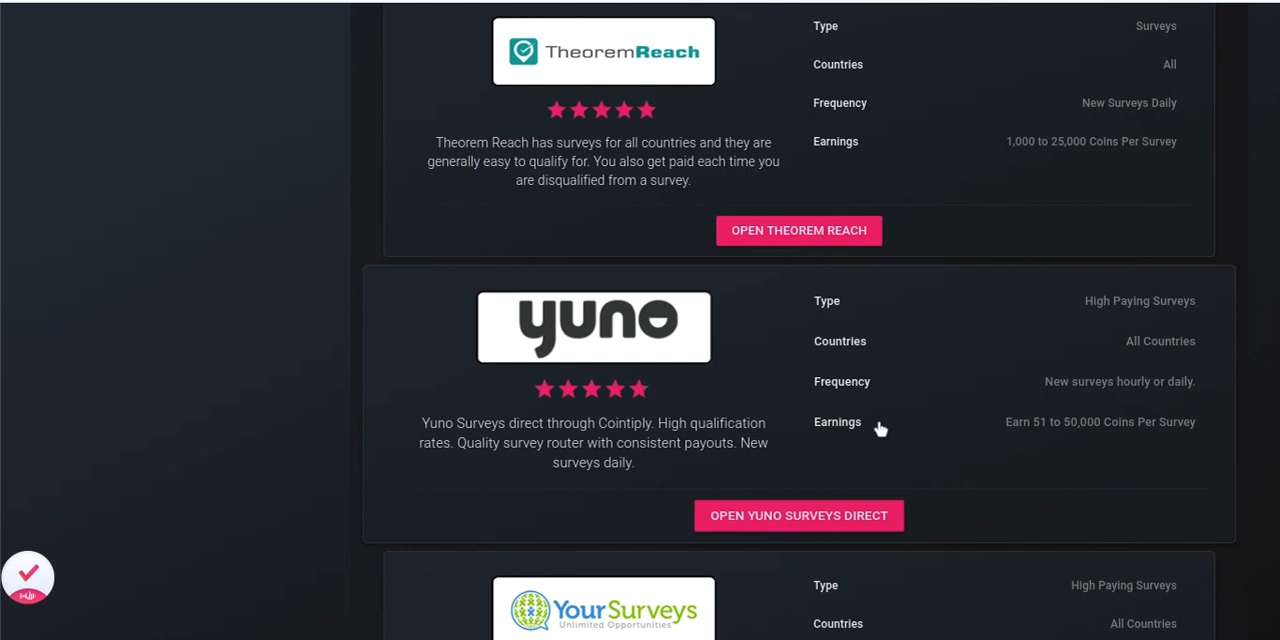 TheoremReach
Theorem Reach has surveys for all countries and they are
generally easy to qualify for. You also get paid each time you
are disqualified from a survey.
Type Surveys
Countries All
Frequency New Surveys Daily
Earnings 1,000 to 25,000 Coins Per Survey
OPEN THEOREM REACH
yuno
Yuno Surveys direct through Cointiply. High qualification
rates. Quality survey router with consistent payouts. New
surveys daily.
Type High Paying Surveys
Countries All Countries
Frequency New surveys hourly or daily.
Earnings Earn 51 to 50,000 Coins Per Survey
OPEN YUNO SURVEYS DIRECT
YourSurveys
Unlimited Opportunities
Type High Paying Surveys
Countries All Countries